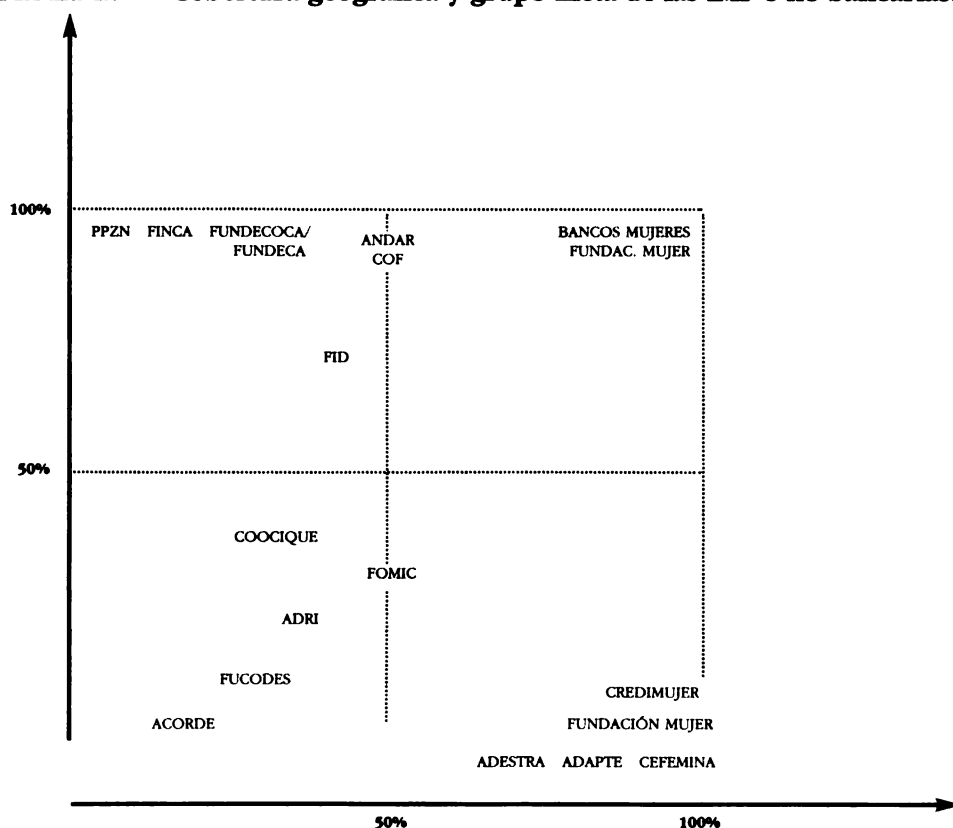 cobertura geográfica y grupo meta de las IMF's no bancarias
100%
PPZN FINCA FUNDECOCA/ FUNDECA
ANDAR COF
BANCOS MUJERES
FUNDAC. MUJER
FID
50%
COOCIQUE
FOMIC
ADRI
FUCODES
CREDIMUJER
ACORDE
FUNDACIÓN MUJER
ADESTRA ADAPTE CEFEMINA
50% 100%